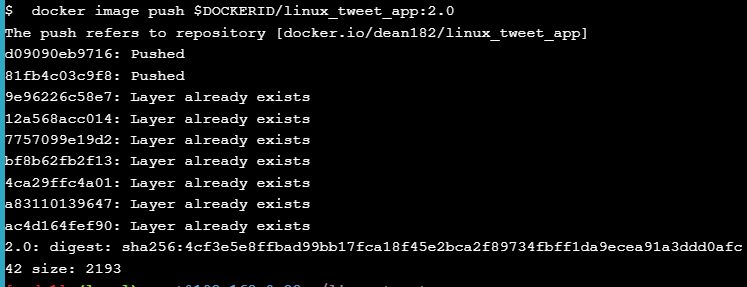 $  docker image push $DOCKERID/linux_tweet_app:2.0
The push refers to repository [docker.io/dean182/linux_tweet_app]
d09090eb9716: Pushed
81fb4c03c9f8: Pushed
9e96226c58e7: Layer already exists
12a568acc014: Layer already exists
7757099e19d2: Layer already exists
bf8b62fb2f13: Layer already exists
4ca29ffc4a01: Layer already exists
a83110139647: Layer already exists
ac4d164fef90: Layer already exists
2.0: digest: sha256:4cf3e5e8ffbad99bb17fca18f45e2bca2f89734fbff1da9ecea91a3ddd0afc
42 size: 2193